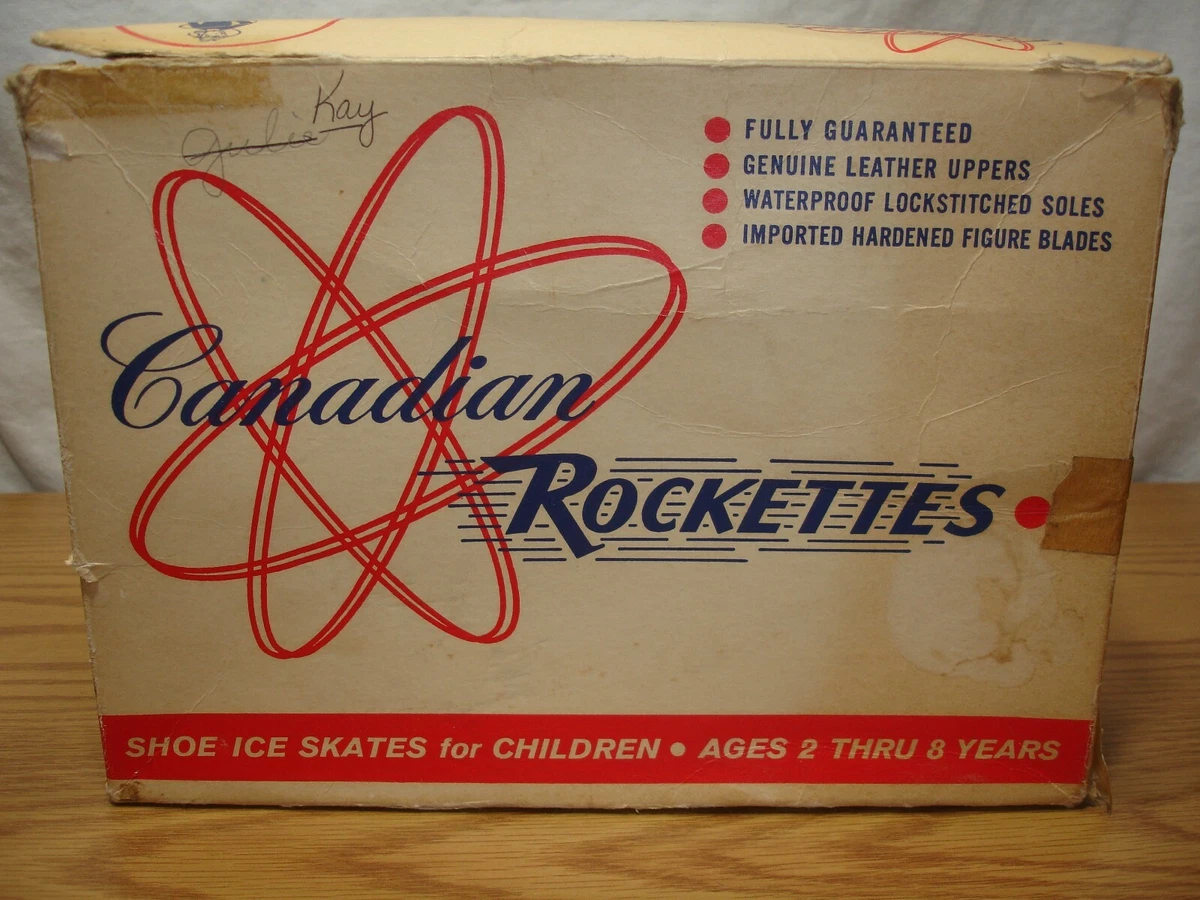 Kay
Julie
FULLY GUARANTEED
GENUINE LEATHER UPPERS
WATERPROOF LOCKSTITCHED SOLES
IMPORTED HARDENED FIGURE BLADES
Canadian
ROCKETTES
SHOE ICE SKATES for CHILDREN • AGES 2 THRU 8 YEARS